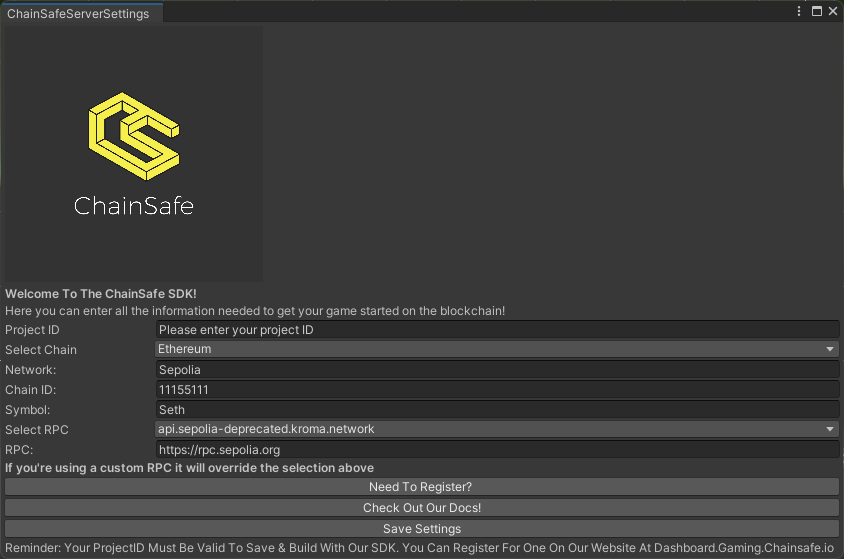 ChainSafeServerSettings
ChainSafe
Welcome To The ChainSafe SDK!
Here you can enter all the information needed to get your game started on the blockchain!
Project ID Please enter your project ID
Select Chain Ethereum
Network: Sepolia
Chain ID: 11155111
Symbol: Seth
Select RPC api.sepolia-deprecated.kroma.network
RPC: https://rpc.sepolia.org
If you're using a custom RPC it will override the selection above
Need To Register?
Check Out Our Docs!
Save Settings
Reminder: Your ProjectID Must Be Valid To Save & Build With Our SDK. You Can Register For One On Our Website At Dashboard.Gaming.Chainsafe.io